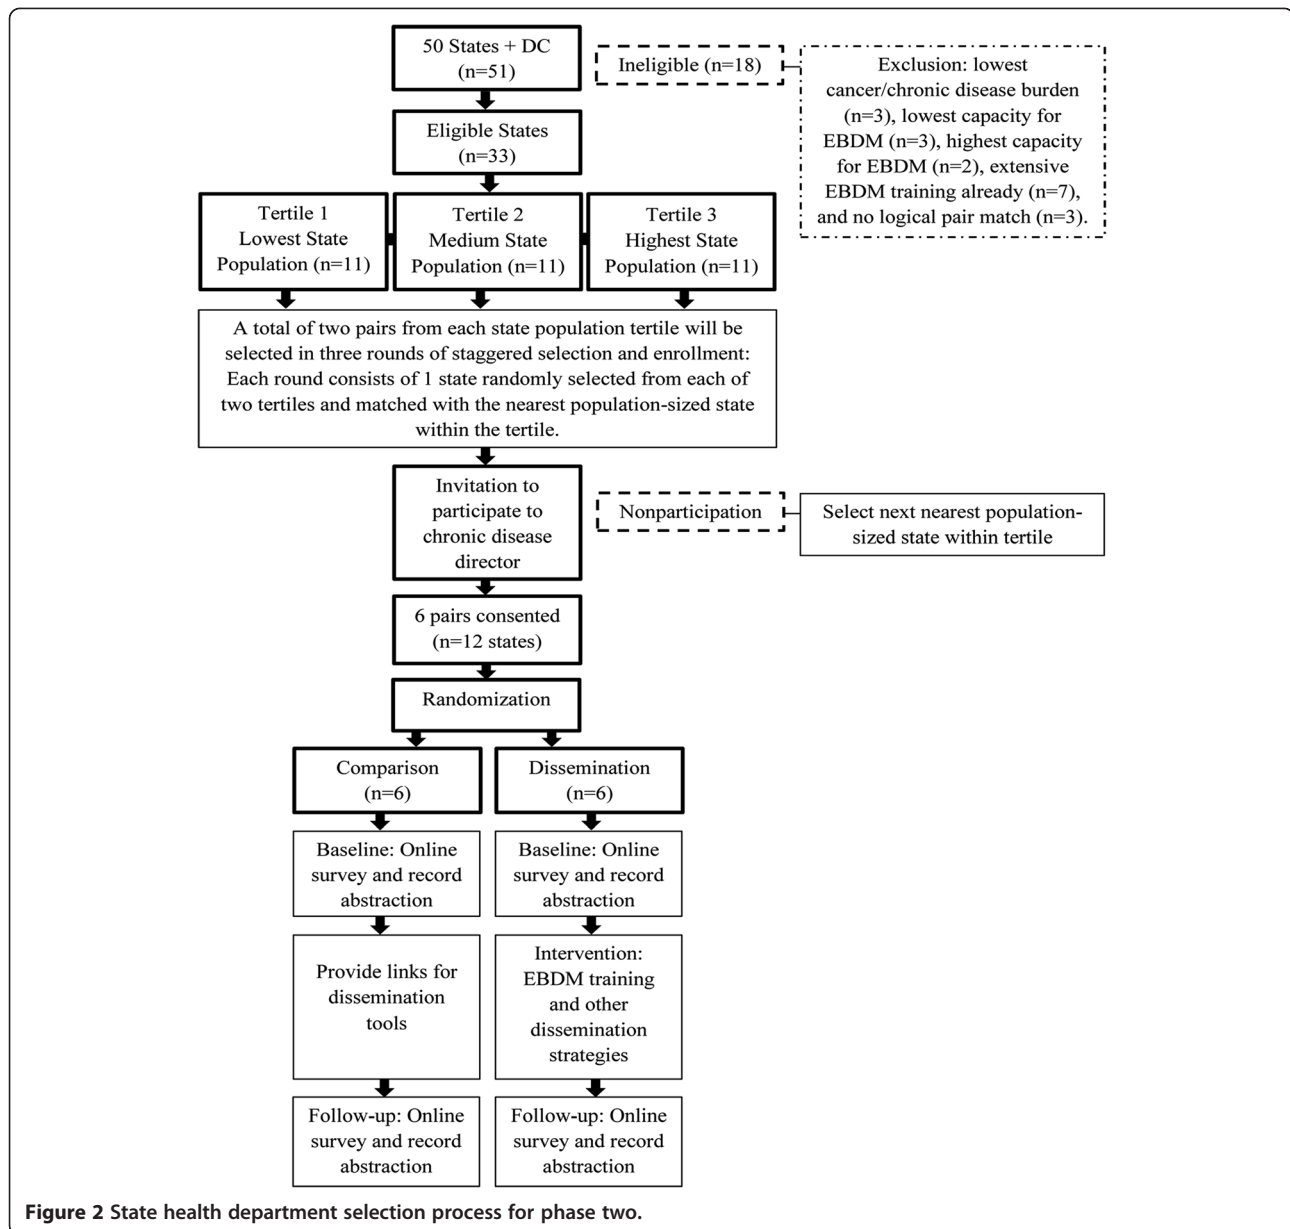 50 States + DC
(n=51)
Ineligible (n=18)
Exclusion: lowest
cancer/chronic disease burden
(n=3), lowest capacity for
EBDM (n=3), highest capacity
for EBDM (n=2), extensive
EBDM training already (n=7),
and no logical pair match (n=3).
Eligible States
(n=33)
Tertile 1
Lowest State
Population (n=11)
Tertile 2
Medium State
Population (n=11)
Tertile 3
Highest State
Population (n=11)
A total of two pairs from each state population tertile will be
selected in three rounds of staggered selection and enrollment:
Each round consists of 1 state randomly selected from each of
two tertiles and matched with the nearest population-sized state
within the tertile.
Invitation to
participate to
chronic disease
director
Nonparticipation
Select next nearest population-
sized state within tertile
6 pairs consented
(n=12 states)
Randomization
Comparison
(n=6)
Dissemination
(n=6)
Baseline: Online
survey and record
abstraction
Baseline: Online
survey and record
abstraction
Provide links for
dissemination
tools
Intervention:
EBDM training
and other
dissemination
strategies
Follow-up: Online
survey and record
abstraction
Follow-up: Online
survey and record
abstraction
Figure 2 State health department selection process for phase two.